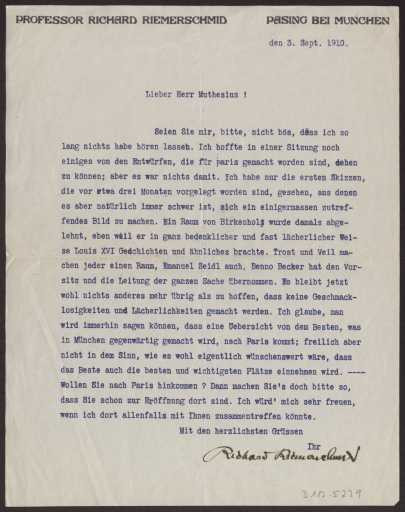 PROFESSOR RICHARD RIEMERSCHMID PASING BEI MÜNCHEN
den 3. Sept. 1910.
Lieber Herr Muthesius !
Seien Sie mir, bitte, nicht bös, dass ich so
lang nichts habe hören lassen. Ich hoffte in einer Sitzung noch
einiges von den Entwürfen, die für paris gemacht worden sind, sehen
zu können; aber es war nichts damit. Ich habe nur die ersten Skizzen,
die vor etwa drei Monaten vorgelegt worden sind, gesehen, aus denen
es aber natürlich immer schwer ist, sich ein einigermassen zutref-
fendes Bild zu machen. Ein Raum von Birkenholz wurde damals abge-
lehnt, eben weil er in ganz bedenklicher und fast lächerlicher Wei-
se Louis XVI Gedchichten und ähnliches brachte. Trost und Veil ma-
chen jeder einen Raum, Emanuel Seidl auch. Benno Becker hat den Vor-
sitz und die Leitung der ganzen Sache übernommen. Es bleibt jetzt
wohl nichts anderes mehr übrig als zu hoffen, dass keine Geschmack-
losigkeiten und Lächerlichkeiten gemacht werden. Ich glaube, man
wird immerhin sagen können, dass eine Uebersicht von dem Besten, was
in München gegenwärtig gemacht wird, nach Paris kommt; freilich aber
nicht in dem Sinn, wie es wohl eigentlich wünschenswert wäre, dass
das Beste auch die besten und wichtigsten Plätze einnehmen wird. ----
Wollen Sie nach Paris hinkommen ? Dann machen Sie's doch bitte so,
dass Sie schon zur Eröffnung dort sind. Ich würd' mich sehr freuen,
wenn ich dort allenfalls mit Ihnen zusammentreffen könnte.
Mit den herzlichsten Grüssen
Ihr
Richard Riemerschmid
D 102-5279